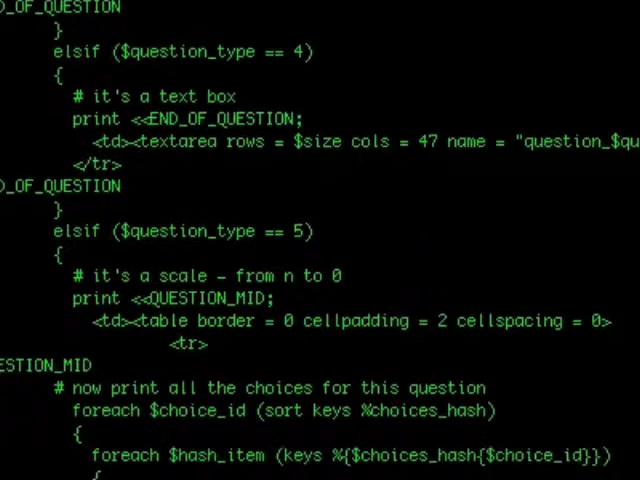 D_OF_QUESTION
}
elsif ($question_type == 4)
{
# it's a text box
print <<END_OF_QUESTION;
<td><textarea rows = $size cols = 47 name = "question_$qu
</tr>
D_OF_QUESTION
}
elsif ($question_type == 5)
{
# it's a scale - from n to 0
print <<QUESTION_MID;
<td><table border = 0 cellpadding = 2 cellspacing = 0>
<tr>
ESTION_MID
# now print all the choices for this question
foreach $choice_id (sort keys %choices_hash)
{
foreach $hash_item (keys %{$choices_hash{$choice_id}})
{